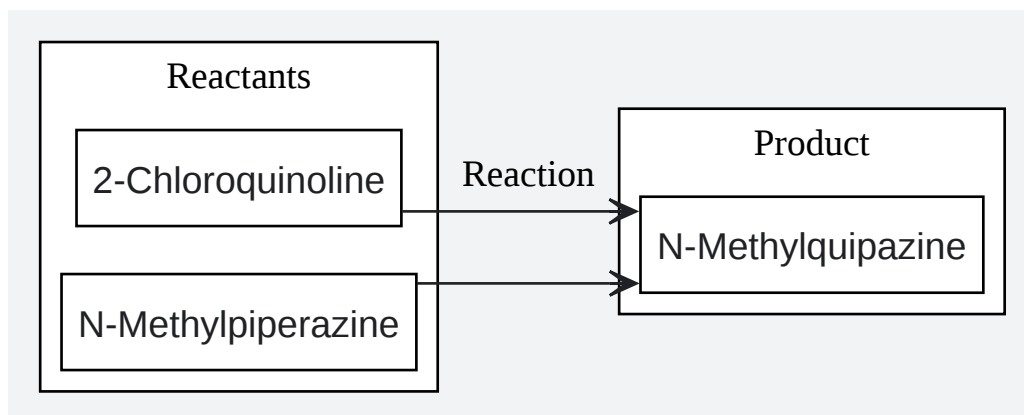 Reactants
2-Chloroquinoline
N-Methylpiperazine
Reaction
Product
N-Methylquipazine